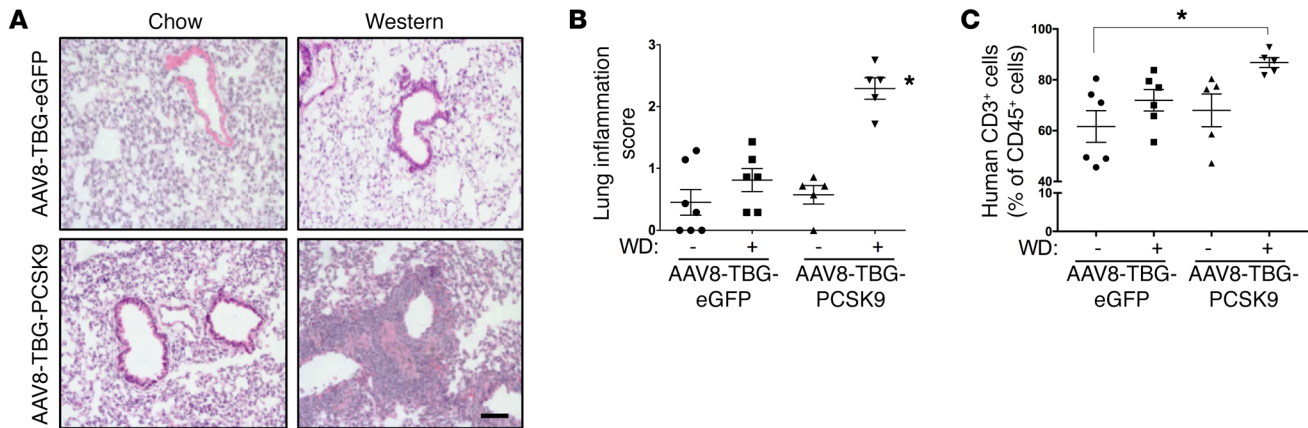 A
Chow
Western
AAV8-TBG-eGFP
AAV8-TBG-PCSK9
B
Lung inflammation
score
3
2
1
0
*
WD:
-
+
-
+
AAV8-TBG-
eGFP
AAV8-TBG-
PCSK9
C
Human CD3⁺ cells
(% of CD45⁺ cells)
100
80
60
40
10
0
*
WD:
-
+
-
+
AAV8-TBG-
eGFP
AAV8-TBG-
PCSK9